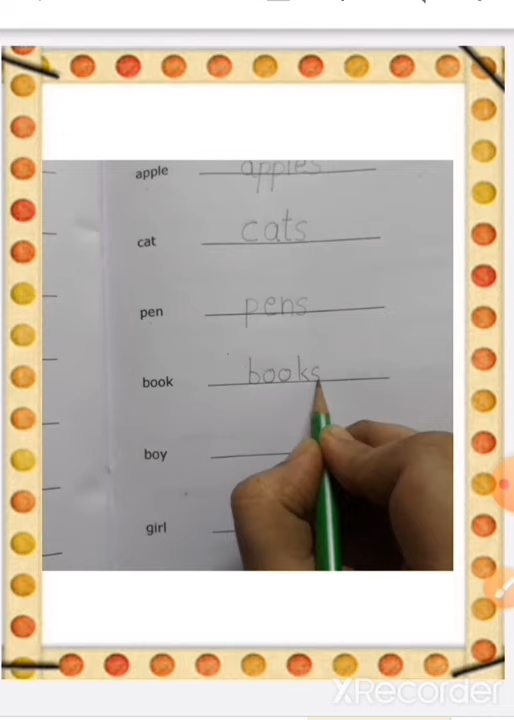 apple apples
cat cats
pen pens
book books
boy
girl
XRecorder